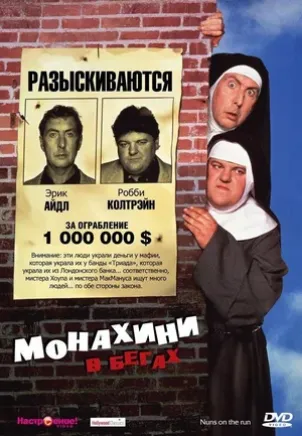 РАЗЫСКИВАЮТСЯ
Эрик
АЙДЛ
Робби
КОЛТРЭЙН
ЗА ОГРАБЛЕНИЕ
1 000 000 $
Внимание: эти люди украли деньги у мафии,
которая украла их у банды «Триада», которая
украла их из Лондонского банка... соответственно,
мистера Хоупа и мистера МакМануса ищут много
людей... по обе стороны закона.
МОНАХИНИ
В БЕГАХ
Настроение!
Nuns on the run
DVD
VIDEO